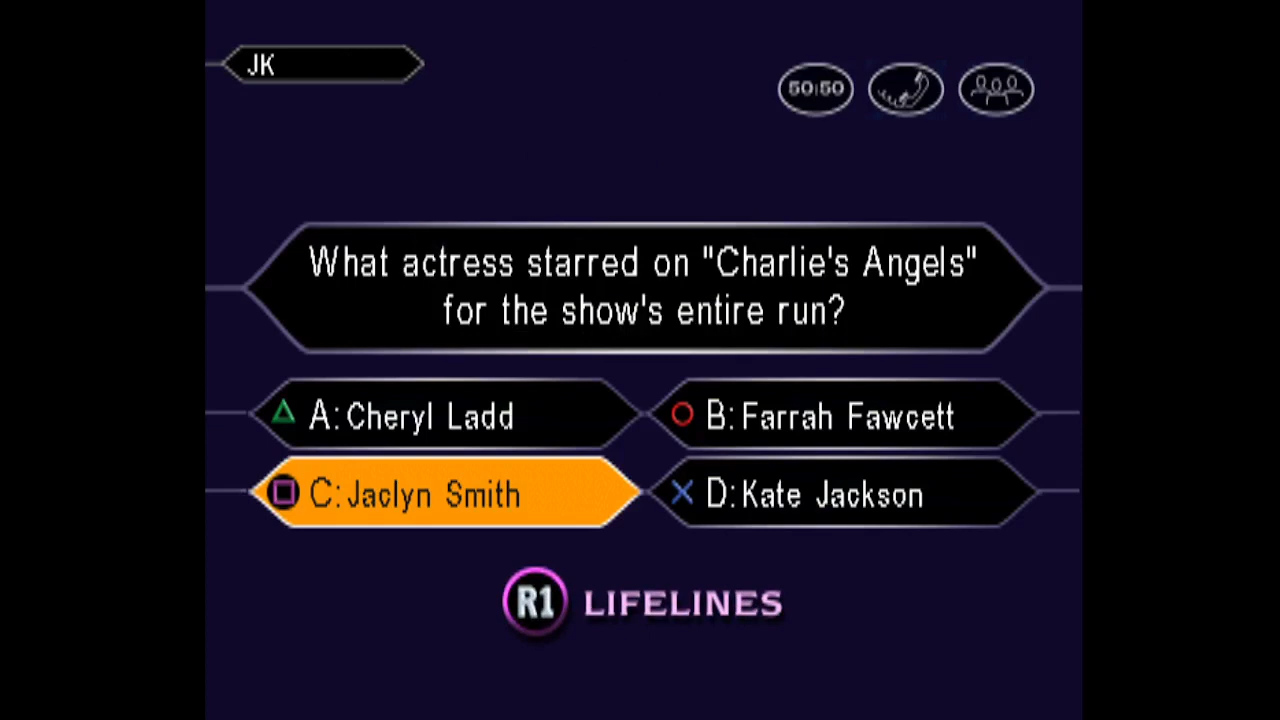 JK
50:50
What actress starred on "Charlie's Angels"
for the show's entire run?
A: Cheryl Ladd
B: Farrah Fawcett
C: Jaclyn Smith
D: Kate Jackson
R1 LIFELINES